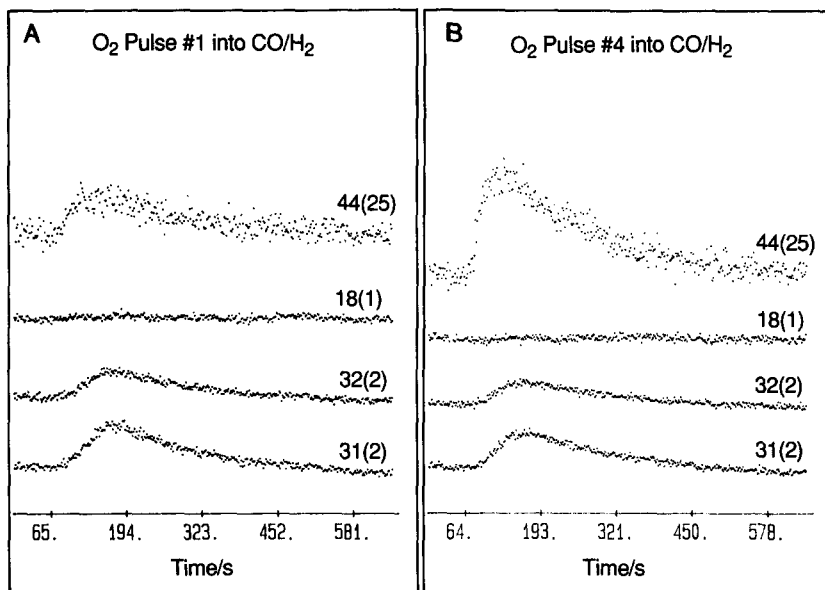 A
O₂ Pulse #1 into CO/H₂
44(25)
18(1)
32(2)
31(2)
65. 194. 323. 452. 581.
Time/s
B
O₂ Pulse #4 into CO/H₂
44(25)
18(1)
32(2)
31(2)
64. 193. 321. 450. 578.
Time/s